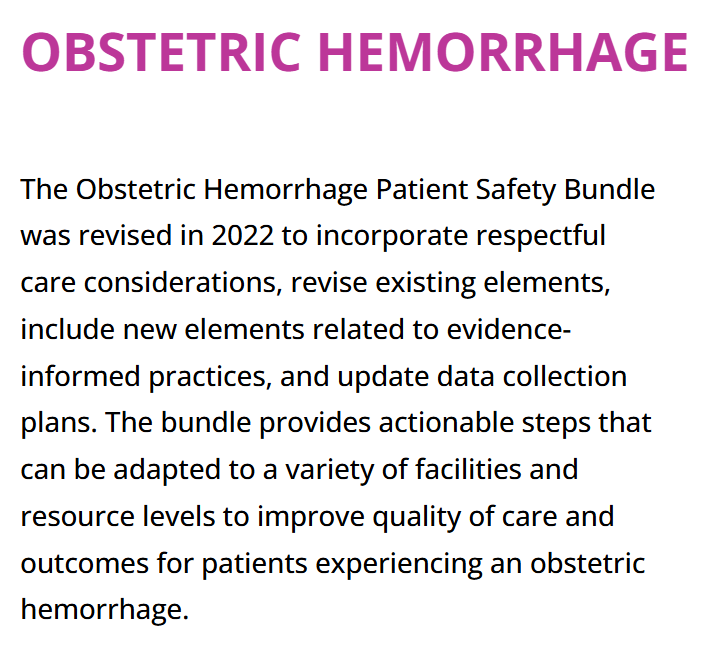 OBSTETRIC HEMORRHAGE
The Obstetric Hemorrhage Patient Safety Bundle
was revised in 2022 to incorporate respectful
care considerations, revise existing elements,
include new elements related to evidence-
informed practices, and update data collection
plans. The bundle provides actionable steps that
can be adapted to a variety of facilities and
resource levels to improve quality of care and
outcomes for patients experiencing an obstetric
hemorrhage.